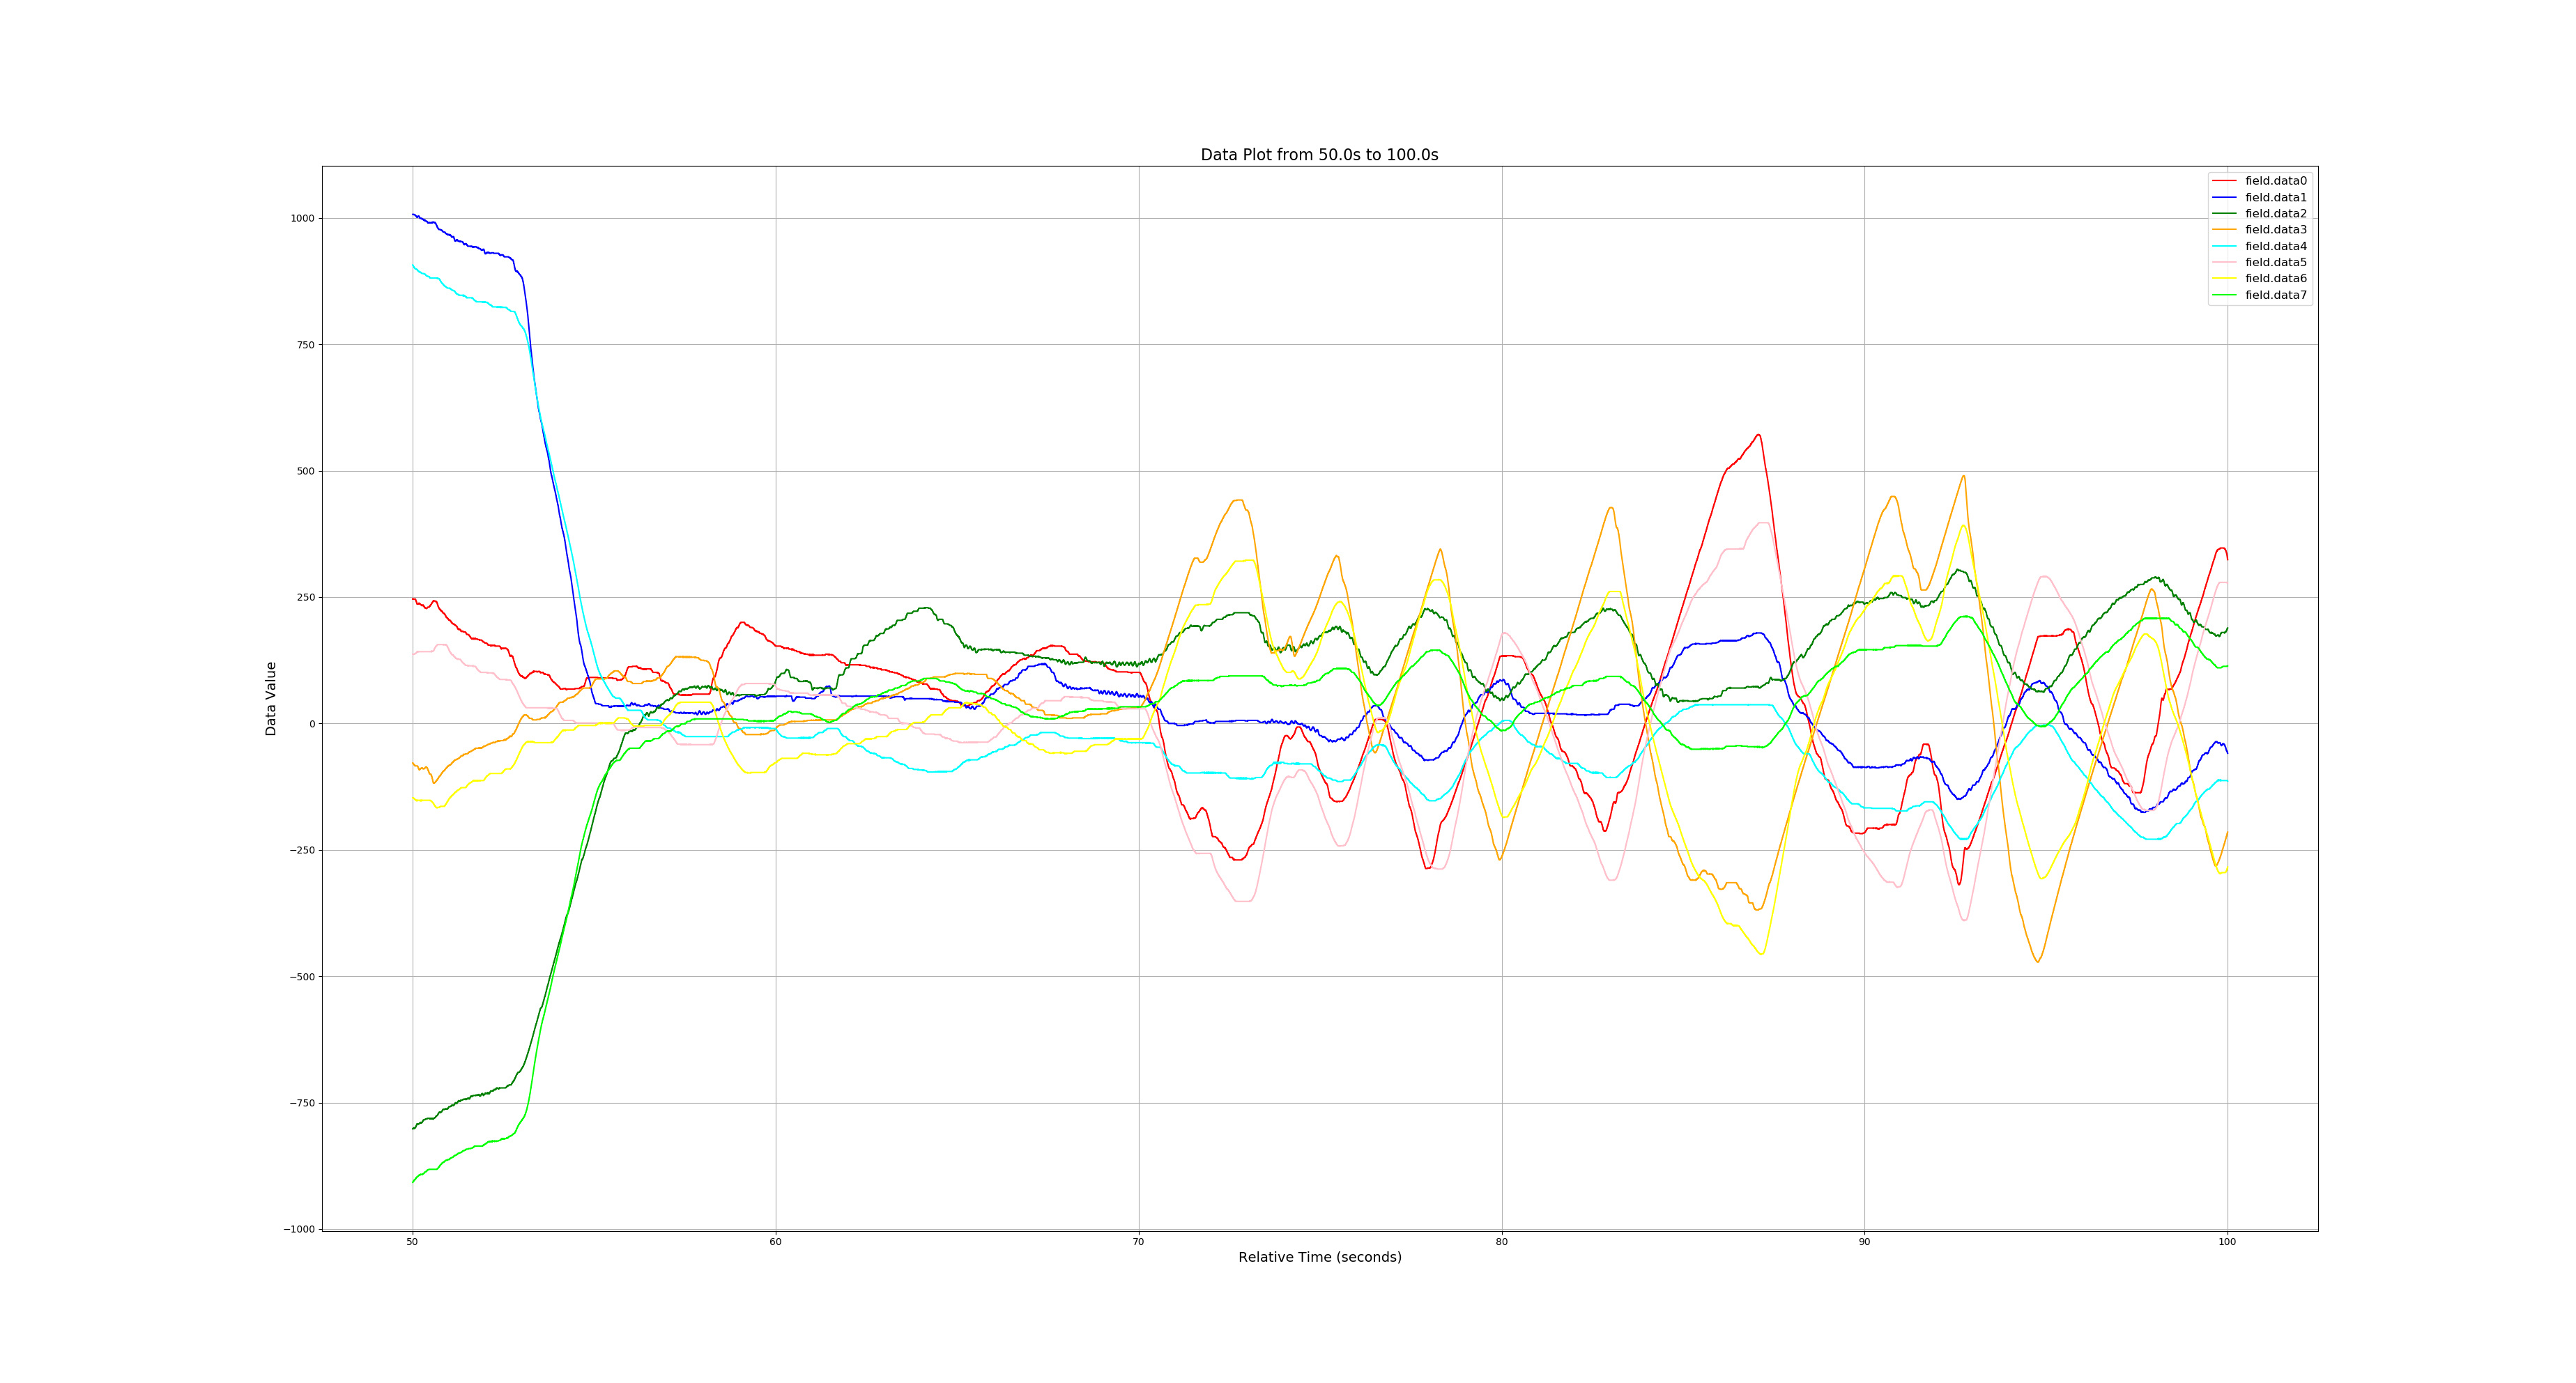 Data Plot from 50.0s to 100.0s
field.data0
field.data1
field.data2
field.data3
field.data4
field.data5
field.data6
field.data7
1000
750
500
250
0
−250
−500
−750
−1000
Data Value
50
60
70
80
90
100
Relative Time (seconds)